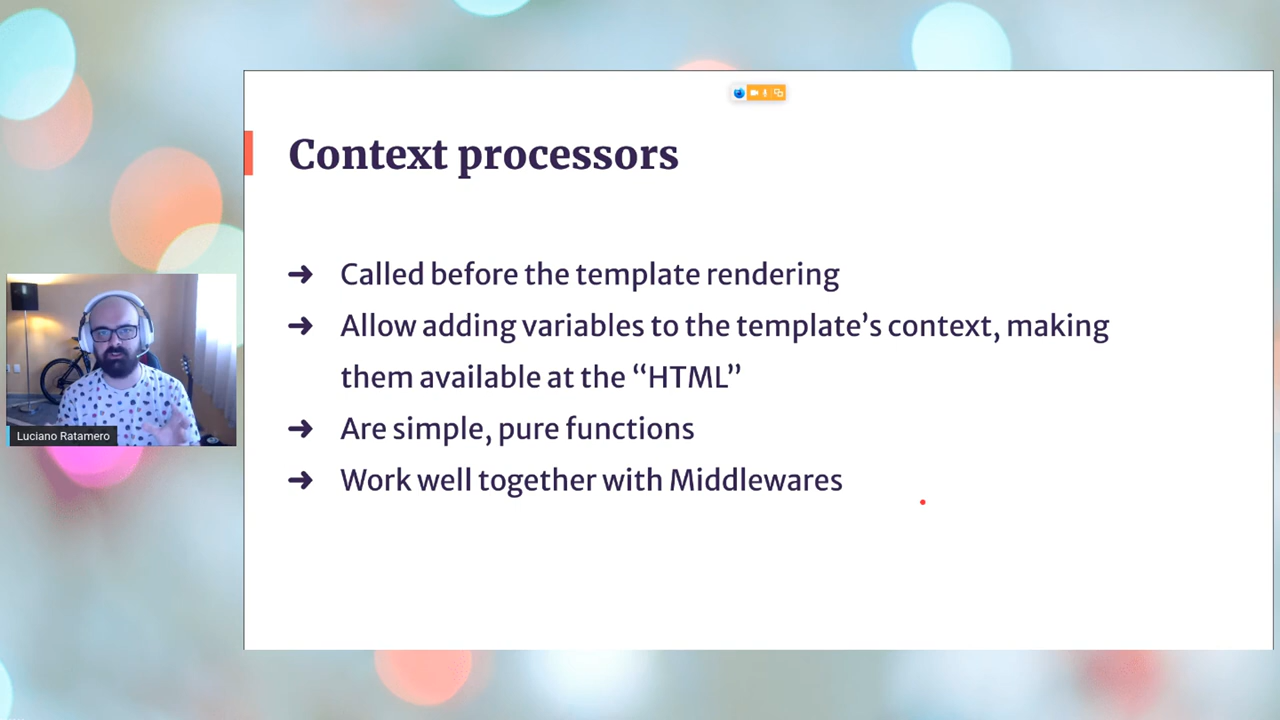 Context processors
➜ Called before the template rendering
➜ Allow adding variables to the template’s context, making
them available at the “HTML”
➜ Are simple, pure functions
➜ Work well together with Middlewares
Luciano Ratamero